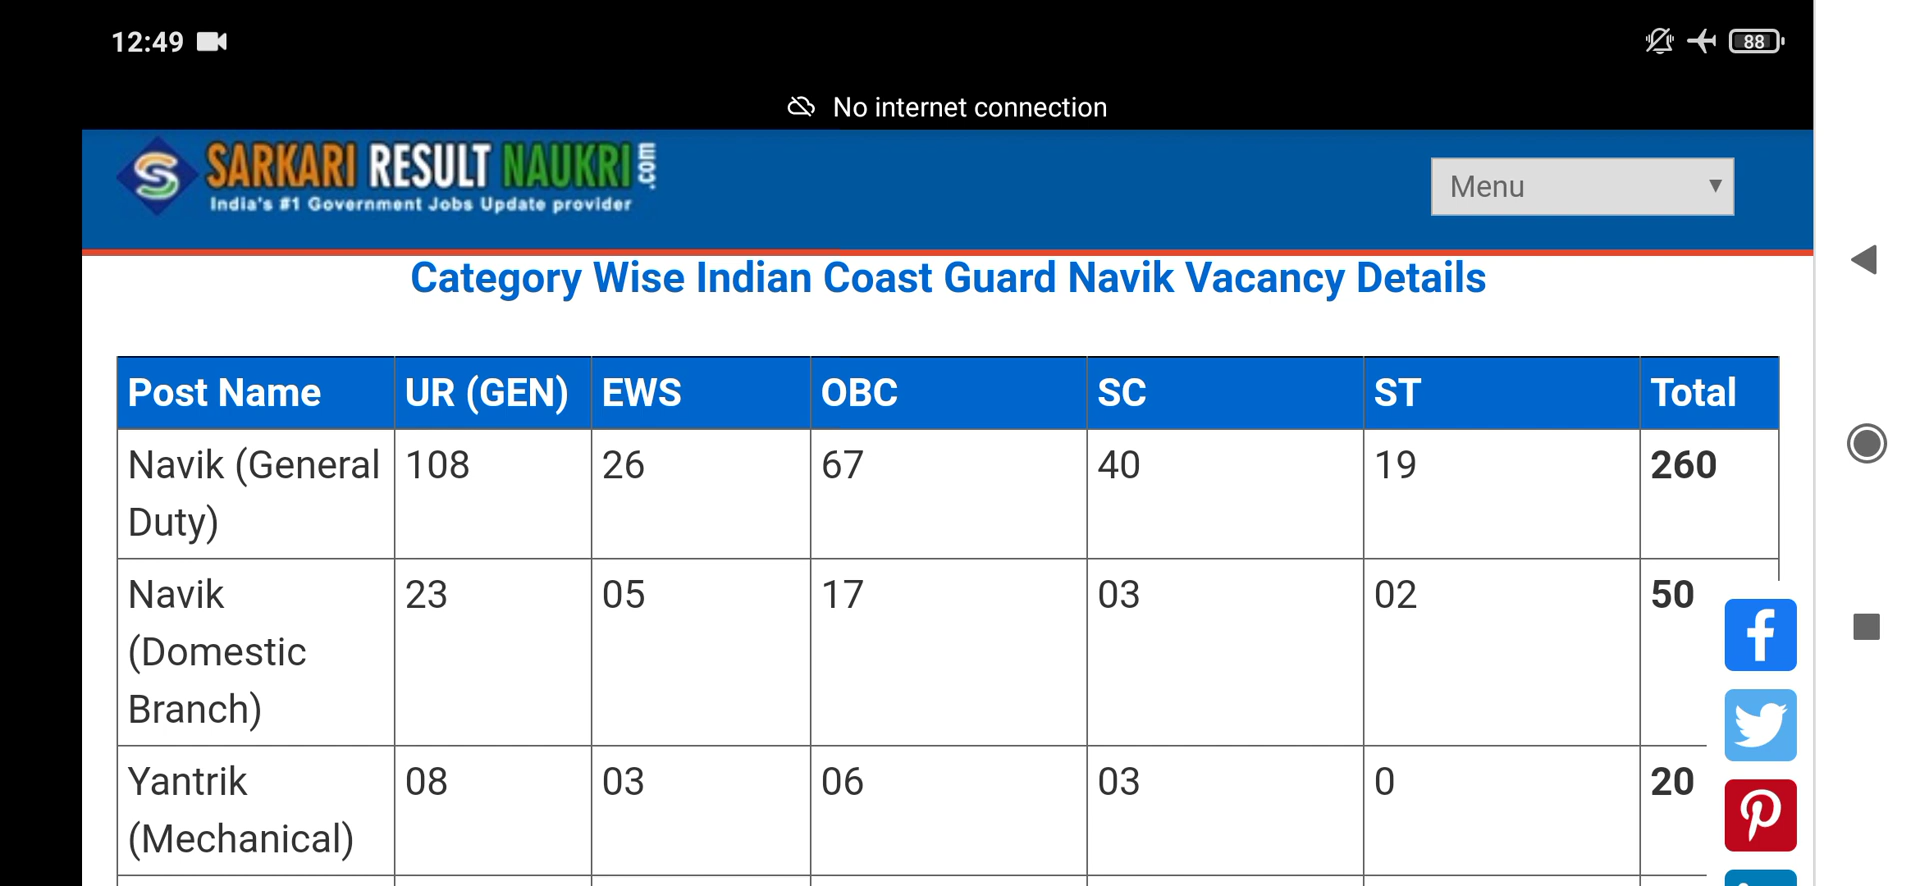 12:49
88
No internet connection
SARKARI RESULT NAUKRI.com
India's #1 Government Jobs Update provider
Menu
Category Wise Indian Coast Guard Navik Vacancy Details
Post Name UR (GEN) EWS OBC SC ST Total
Navik (General Duty) 108 26 67 40 19 260
Navik (Domestic Branch) 23 05 17 03 02 50
Yantrik (Mechanical) 08 03 06 03 0 20